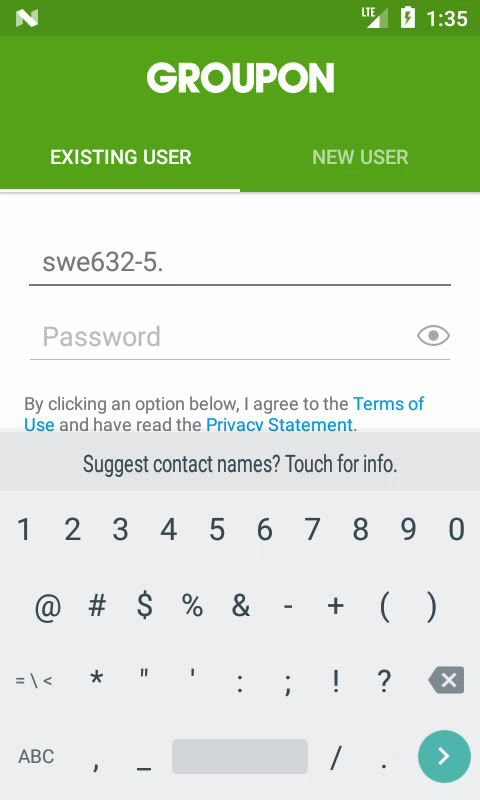 LTE 1:35
GROUPON
EXISTING USER NEW USER
swe632-5.
Password
By clicking an option below, I agree to the Terms of
Use and have read the Privacy Statement.
Suggest contact names? Touch for info.
1 2 3 4 5 6 7 8 9 0
@ # $ % & - + ( )
= \ < * " ' : ; ! ?
ABC , _ / .